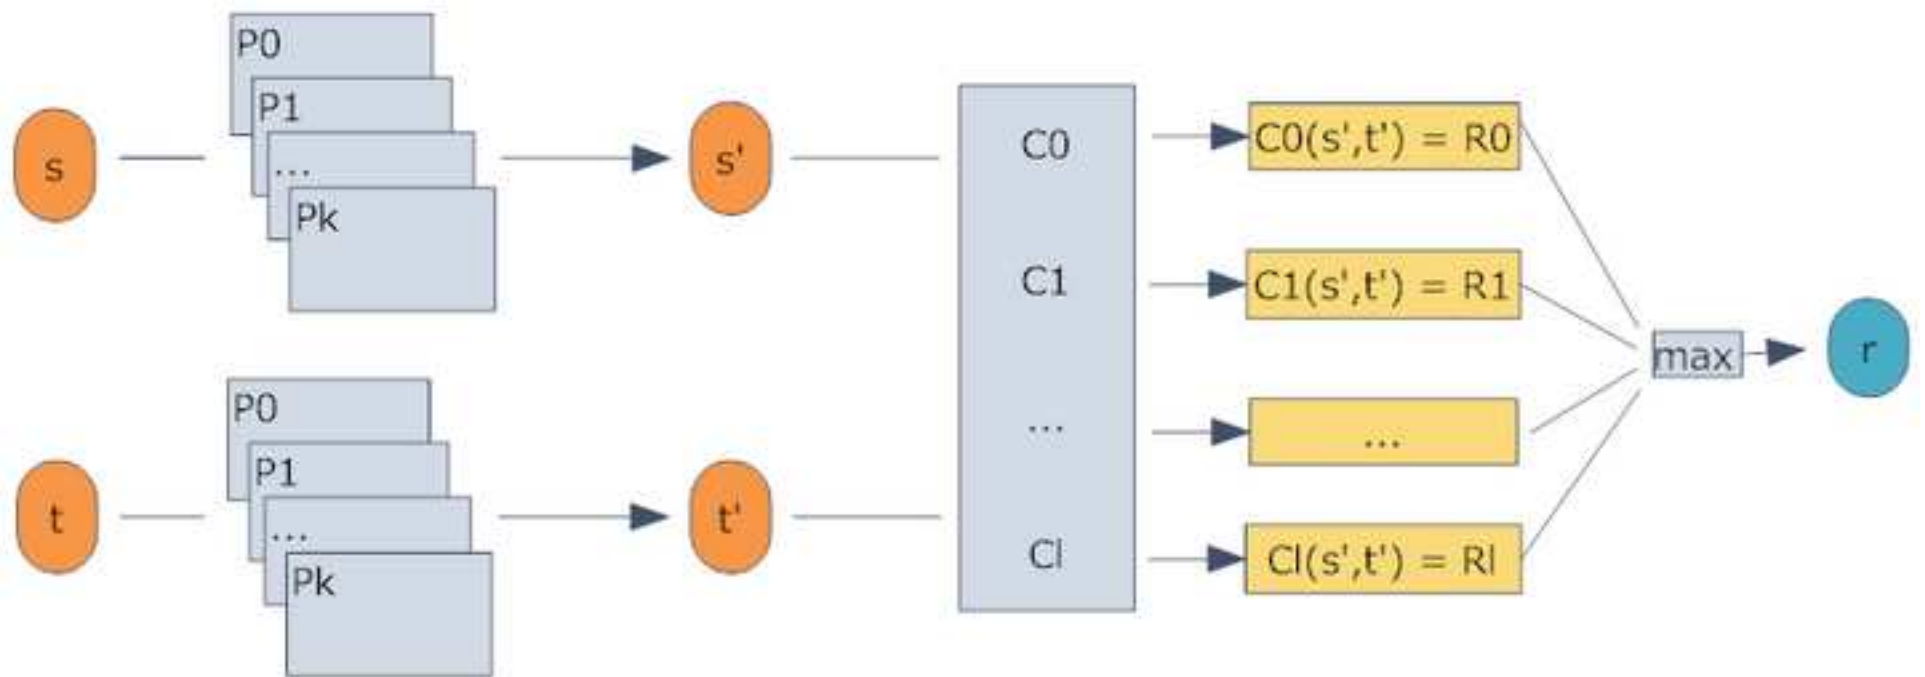 P0
P1
...
Pk
s
s'
C0
C0(s',t') = R0
C1
C1(s',t') = R1
max
r
P0
P1
...
Pk
t
t'
...
...
Cl
Cl(s',t') = Rl